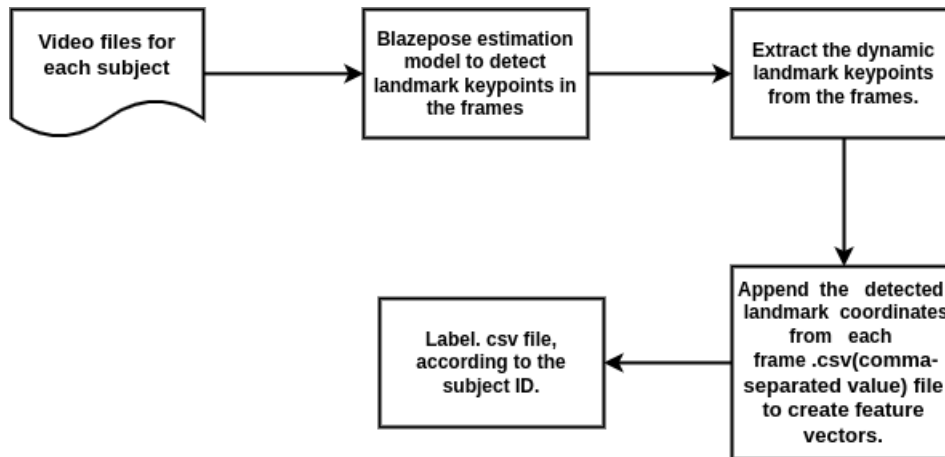 Video files for
each subject
Blazepose estimation
model to detect
landmark keypoints in
the frames
Extract the dynamic
landmark keypoints
from the frames.
Append the detected
landmark coordinates
from each
frame .csv(comma-
separated value) file
to create feature
vectors.
Label. csv file,
according to the
subject ID.